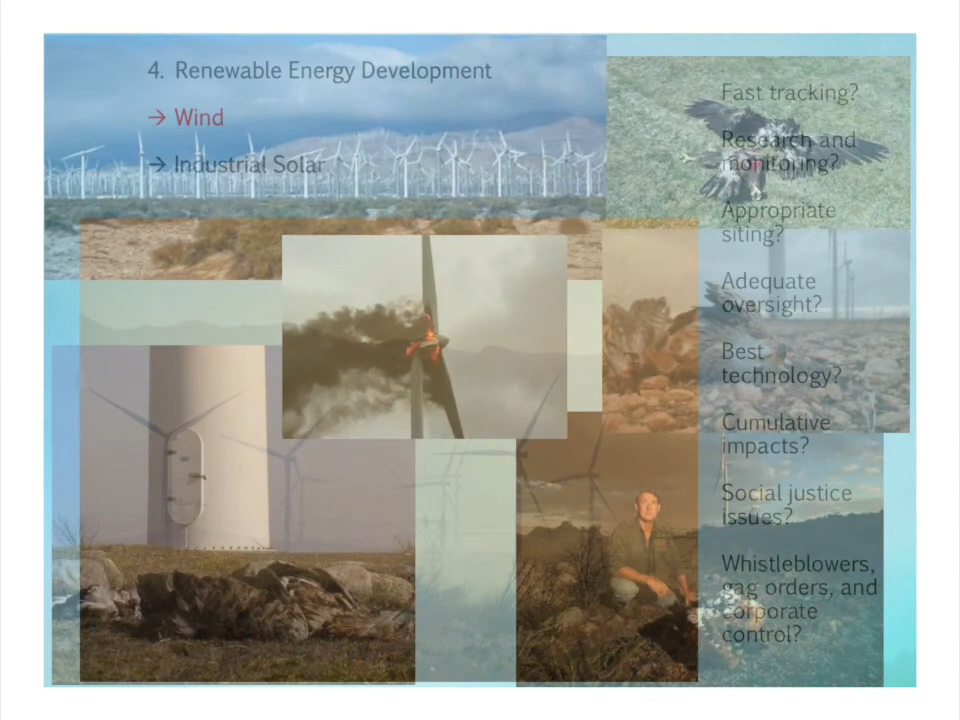 4. Renewable Energy Development
→ Wind
→ Industrial Solar
Fast tracking?
Research and
monitoring?
Appropriate
siting?
Adequate
oversight?
Best
technology?
Cumulative
impacts?
Social justice
issues?
Whistleblowers,
gag orders, and
corporate
control?